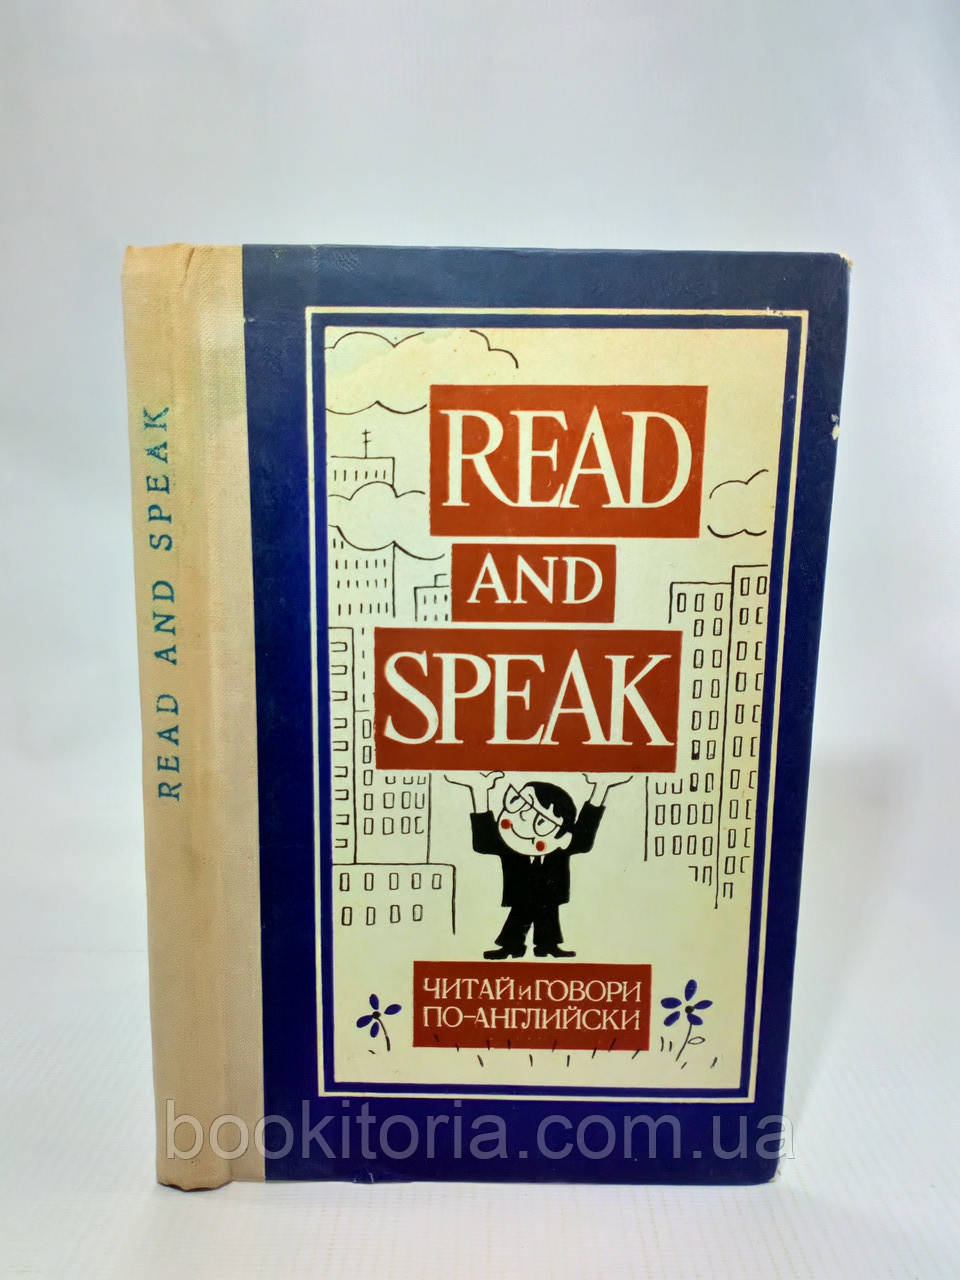 READ AND SPEAK
READ
AND
SPEAK
ЧИТАЙ и ГОВОРИ
ПО-АНГЛИЙСКИ
bookitoria.com.ua